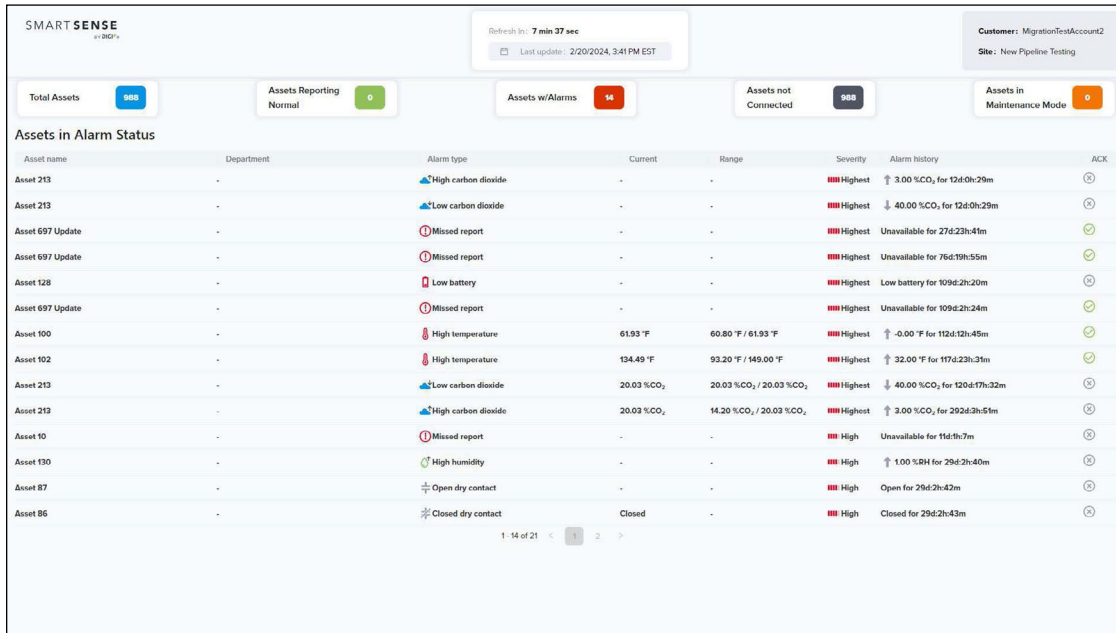 SMART SENSE
BY DIGI®
Refresh In: 7 min 37 sec
Last update: 2/20/2024, 3:41 PM EST
Customer: MigrationTestAccount2
Site: New Pipeline Testing
Total Assets 988
Assets Reporting Normal 0
Assets w/Alarms 14
Assets not Connected 988
Assets in Maintenance Mode 0
Assets in Alarm Status
Asset name Department Alarm type Current Range Severity Alarm history ACK
Asset 213 - High carbon dioxide - - Highest 3.00 %CO₂ for 12d:0h:29m
Asset 213 - Low carbon dioxide - - Highest 40.00 %CO₂ for 12d:0h:29m
Asset 697 Update - Missed report - - Highest Unavailable for 27d:23h:41m
Asset 697 Update - Missed report - - Highest Unavailable for 76d:19h:55m
Asset 128 - Low battery - - Highest Low battery for 109d:2h:20m
Asset 697 Update - Missed report - - Highest Unavailable for 109d:2h:24m
Asset 100 - High temperature 61.93 °F 60.80 °F / 61.93 °F Highest -0.00 °F for 112d:12h:45m
Asset 102 - High temperature 134.49 °F 93.20 °F / 149.00 °F Highest 32.00 °F for 117d:23h:31m
Asset 213 - Low carbon dioxide 20.03 %CO₂ 20.03 %CO₂ / 20.03 %CO₂ Highest 40.00 %CO₂ for 120d:17h:32m
Asset 213 - High carbon dioxide 20.03 %CO₂ 14.20 %CO₂ / 20.03 %CO₂ Highest 3.00 %CO₂ for 292d:3h:51m
Asset 10 - Missed report - - High Unavailable for 11d:1h:7m
Asset 130 - High humidity - - High 1.00 %RH for 29d:2h:40m
Asset 87 - Open dry contact - - High Open for 29d:2h:42m
Asset 86 - Closed dry contact Closed - High Closed for 29d:2h:43m
1 - 14 of 21 < 1 2 >